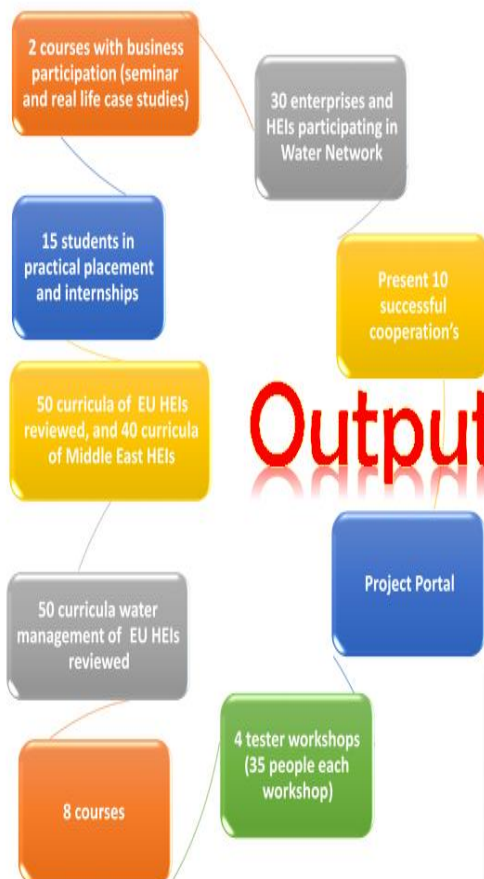 2 courses with business
participation (seminar
and real life case studies)
30 enterprises and
HEIs participating in
Water Network
15 students in
practical placement
and internships
Present 10
successful
cooperation's
50 curricula of EU HEIs
reviewed, and 40 curricula
of Middle East HEIs
Output
Project Portal
50 curricula water
management of EU HEIs
reviewed
4 tester workshops
(35 people each
workshop)
8 courses